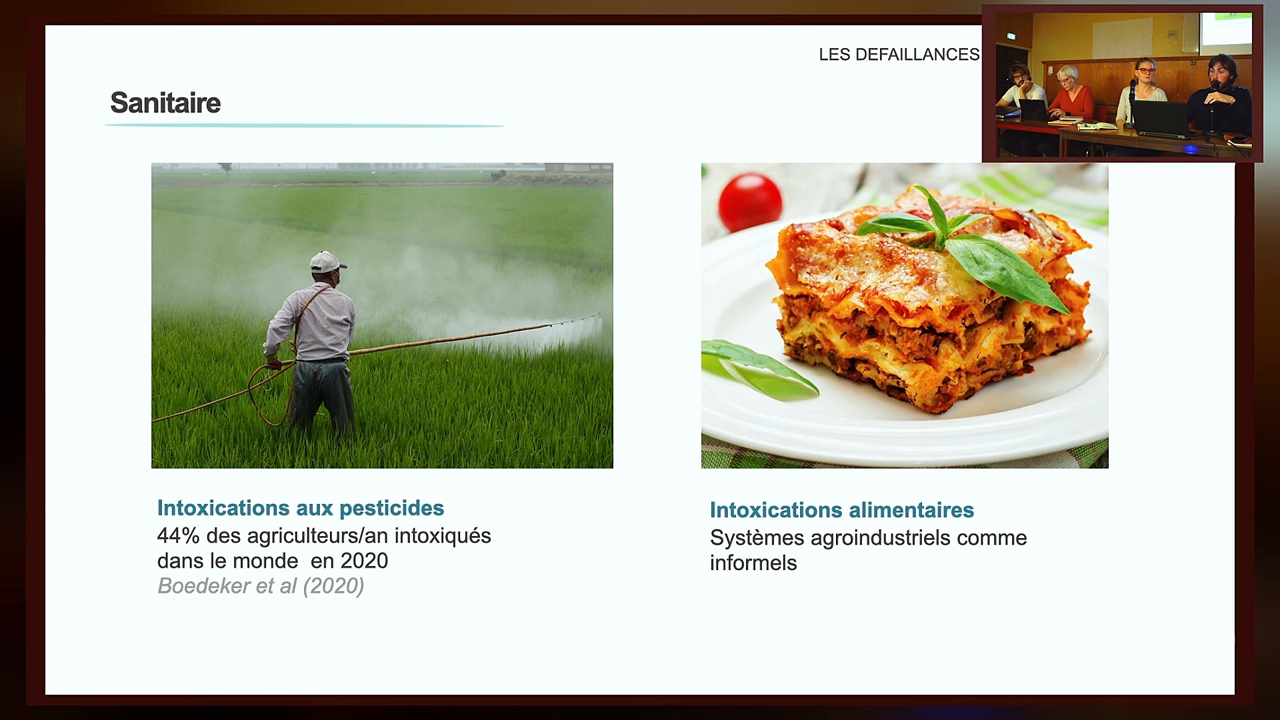 LES DEFAILLANCES
Sanitaire
Intoxications aux pesticides
44% des agriculteurs/an intoxiqués
dans le monde en 2020
Boedeker et al (2020)
Intoxications alimentaires
Systèmes agroindustriels comme
informels